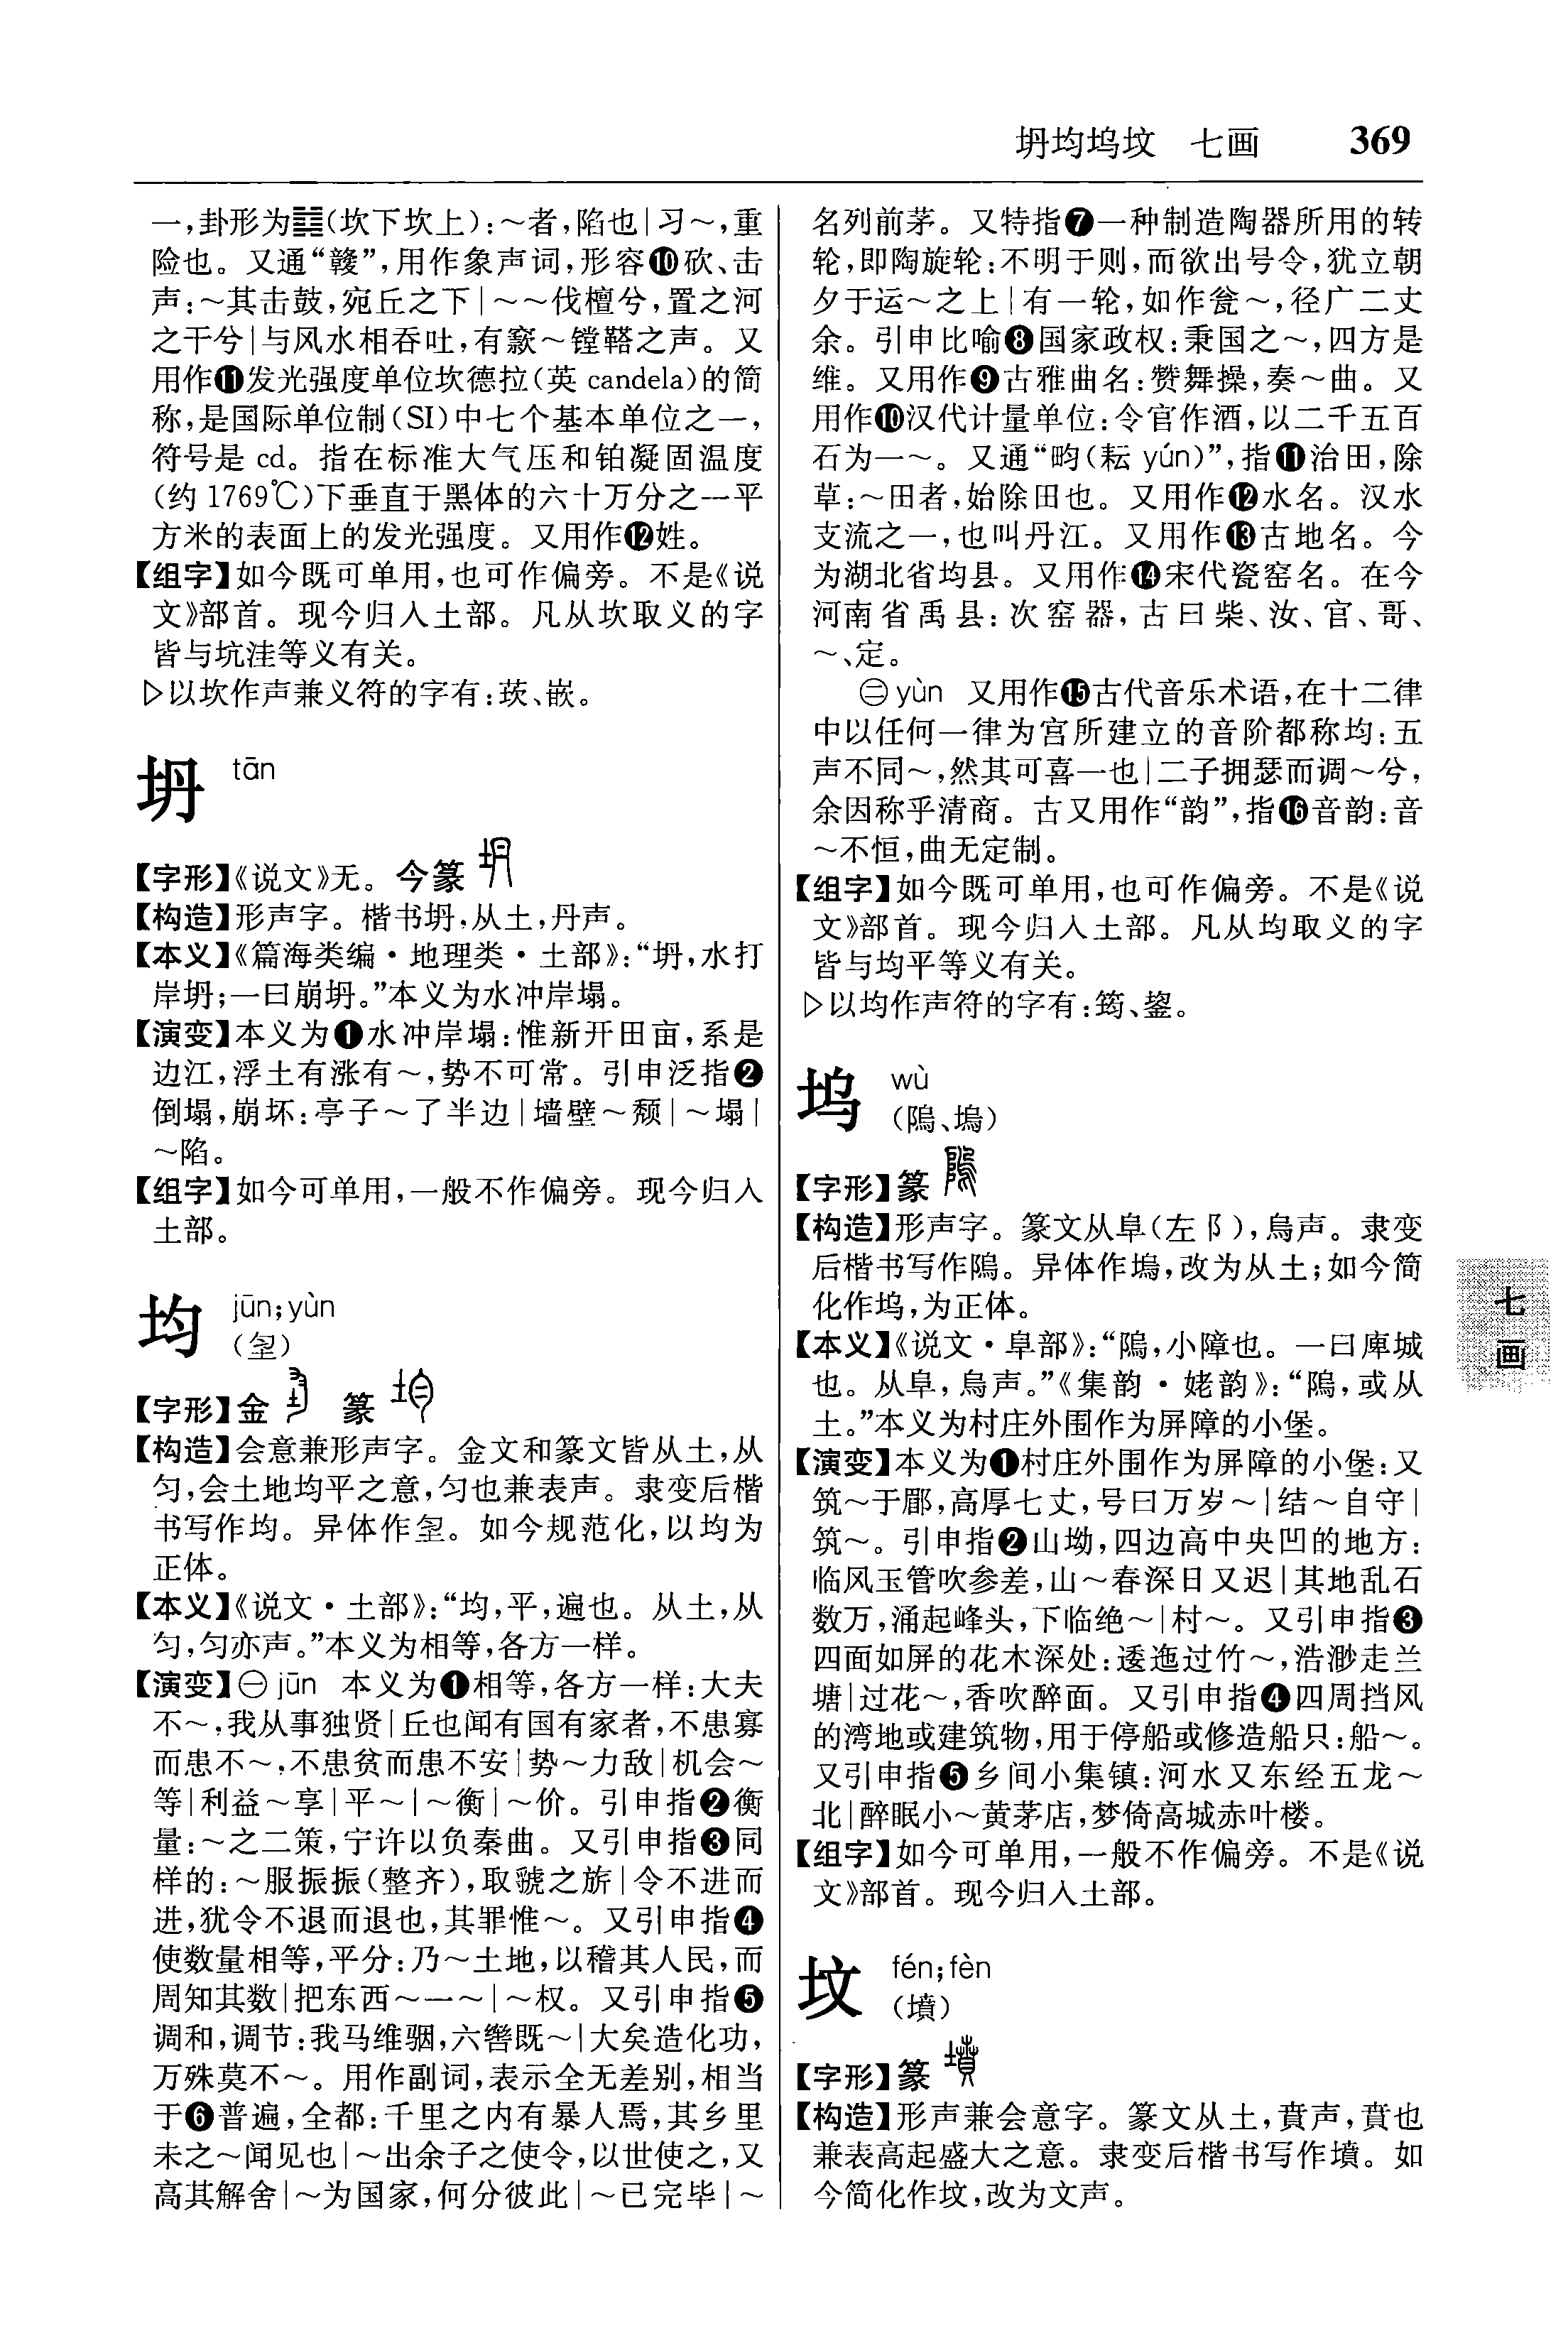 坍均坞坟 七画 369
一,卦形为䷜(坎下坎上):～者,陷也|习～,重
险也。又通“竷”,用作象声词,形容❿砍、击
声:～其击鼓,宛丘之下|～～伐檀兮,置之河
之干兮|与风水相吞吐,有窾～镗鞳之声。又
用作⓫发光强度单位坎德拉(英 candela)的简
称,是国际单位制(SI)中七个基本单位之一,
符号是 cd。指在标准大气压和铂凝固温度
(约 1769℃)下垂直于黑体的六十万分之一平
方米的表面上的发光强度。又用作⓬姓。
【组字】如今既可单用,也可作偏旁。不是《说
文》部首。现今归入土部。凡从坎取义的字
皆与坑洼等义有关。
▷以坎作声兼义符的字有:莰、嵌。
坍 tān
【字形】《说文》无。今篆
【构造】形声字。楷书坍,从土,丹声。
【本义】《篇海类编·地理类·土部》:“坍,水打
岸坍;一曰崩坍。”本义为水冲岸塌。
【演变】本义为❶水冲岸塌:惟新开田亩,系是
边江,浮土有涨有～,势不可常。引申泛指❷
倒塌,崩坏:亭子～了半边|墙壁～颓|～塌|
～陷。
【组字】如今可单用,一般不作偏旁。现今归入
土部。
均 jūn;yùn
(坖)
【字形】金 篆
【构造】会意兼形声字。金文和篆文皆从土,从
匀,会土地均平之意,匀也兼表声。隶变后楷
书写作均。异体作。如今规范化,以均为
正体。
【本义】《说文·土部》:“均,平,遍也。从土,从
匀,匀亦声。”本义为相等,各方一样。
【演变】㊀ jūn 本义为❶相等,各方一样:大夫
不～,我从事独贤|丘也闻有国有家者,不患寡
而患不～,不患贫而患不安|势～力敌|机会～
等|利益～享|平～|～衡|～价。引申指❷衡
量:～之二策,宁许以负秦曲。又引申指❸同
样的:～服振振(整齐),取虢之旂|令不进而
进,犹令不退而退也,其罪惟～。又引申指❹
使数量相等,平分:乃～土地,以稽其人民,而
周知其数|把东西～一～|～权。又引申指❺
调和,调节:我马维骃,六辔既～|大矣造化功,
万殊莫不～。用作副词,表示全无差别,相当
于❻普遍,全都:千里之内有暴人焉,其乡里
未之～闻见也|～出余子之使令,以世使之,又
高其解舍|～为国家,何分彼此|～已完毕|～
名列前茅。又特指❼一种制造陶器所用的转
轮,即陶旋轮:不明于则,而欲出号令,犹立朝
夕于运～之上|有一轮,如作瓮～,径广二丈
余。引申比喻❽国家政权:秉国之～,四方是
维。又用作❾古雅曲名:赞舞操,奏～曲。又
用作❿汉代计量单位:令官作酒,以二千五百
石为一～。又通“畇(耘 yún)”,指⓫治田,除
草:～田者,始除田也。又用作⓬水名。汉水
支流之一,也叫丹江。又用作⓭古地名。今
为湖北省均县。又用作⓮宋代瓷窑名。在今
河南省禹县:次窑器,古曰柴、汝、官、哥、
～、定。
㊁ yùn 又用作⓯古代音乐术语,在十二律
中以任何一律为宫所建立的音阶都称均:五
声不同～,然其可喜一也|二子拥瑟而调～兮,
余因称乎清商。古又用作“韵”,指⓰音韵:音
～不恒,曲无定制。
【组字】如今既可单用,也可作偏旁。不是《说
文》部首。现今归入土部。凡从均取义的字
皆与均平等义有关。
▷以均作声符的字有:筠、鋆。
坞 wù
(隖、塢)
【字形】篆
【构造】形声字。篆文从阜(左阝),烏声。隶变
后楷书写作隖。异体作塢,改为从土;如今简
化作坞,为正体。
【本义】《说文·阜部》:“隖,小障也。一曰庳城
也。从阜,烏声。”《集韵·姥韵》:“隖,或从
土。”本义为村庄外围作为屏障的小堡。
【演变】本义为❶村庄外围作为屏障的小堡:又
筑～于郿,高厚七丈,号曰万岁～|结～自守|
筑～。引申指❷山坳,四边高中央凹的地方:
临风玉管吹参差,山～春深日又迟|其地乱石
数万,涌起峰头,下临绝～|村～。又引申指❸
四面如屏的花木深处:逶迤过竹～,浩渺走兰
塘|过花～,香吹醉面。又引申指❹四周挡风
的湾地或建筑物,用于停船或修造船只:船～。
又引申指❺乡间小集镇:河水又东经五龙～
北|醉眠小～黄茅店,梦倚高城赤叶楼。
【组字】如今可单用,一般不作偏旁。不是《说
文》部首。现今归入土部。
坟 fén;fèn
(墳)
【字形】篆
【构造】形声兼会意字。篆文从土,賁声,賁也
兼表高起盛大之意。隶变后楷书写作墳。如
今简化作坟,改为文声。
七画